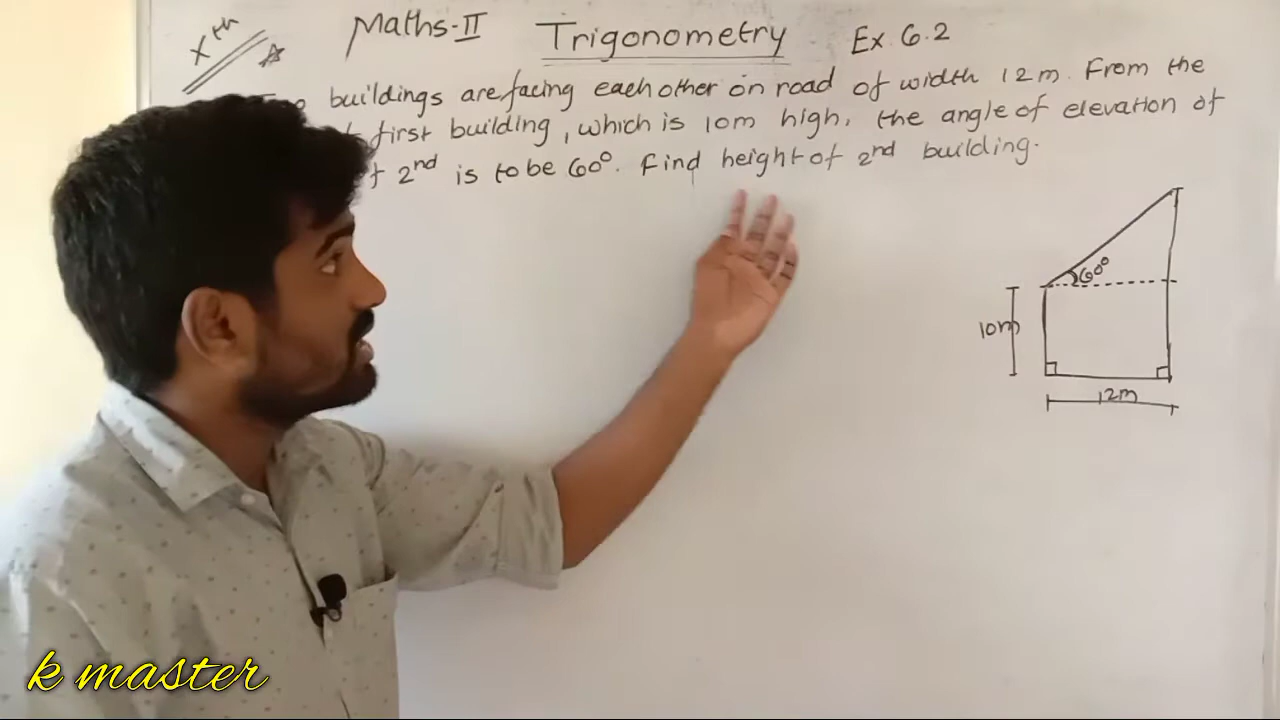 Xth Maths-II Trigonometry Ex 6.2
buildings are facing each other on road of width 12m. From the
first building, which is 10m high, the angle of elevation of
2nd is to be 60°. Find height of 2nd building.
60°
10m
12m
k master